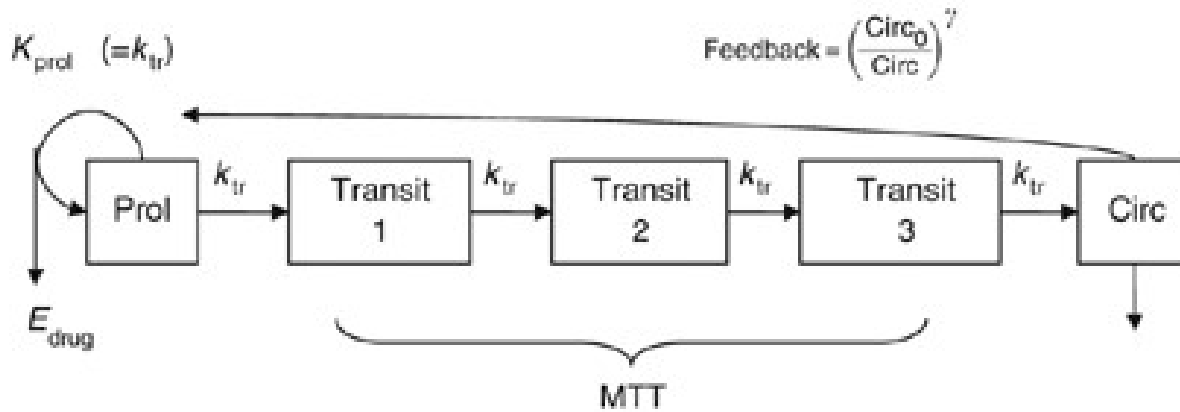 K_prol (=k_tr)
Feedback = (Circ_0 / Circ)^γ
k_tr
k_tr
k_tr
k_tr
Prol
Transit
1
Transit
2
Transit
3
Circ
E_drug
MTT